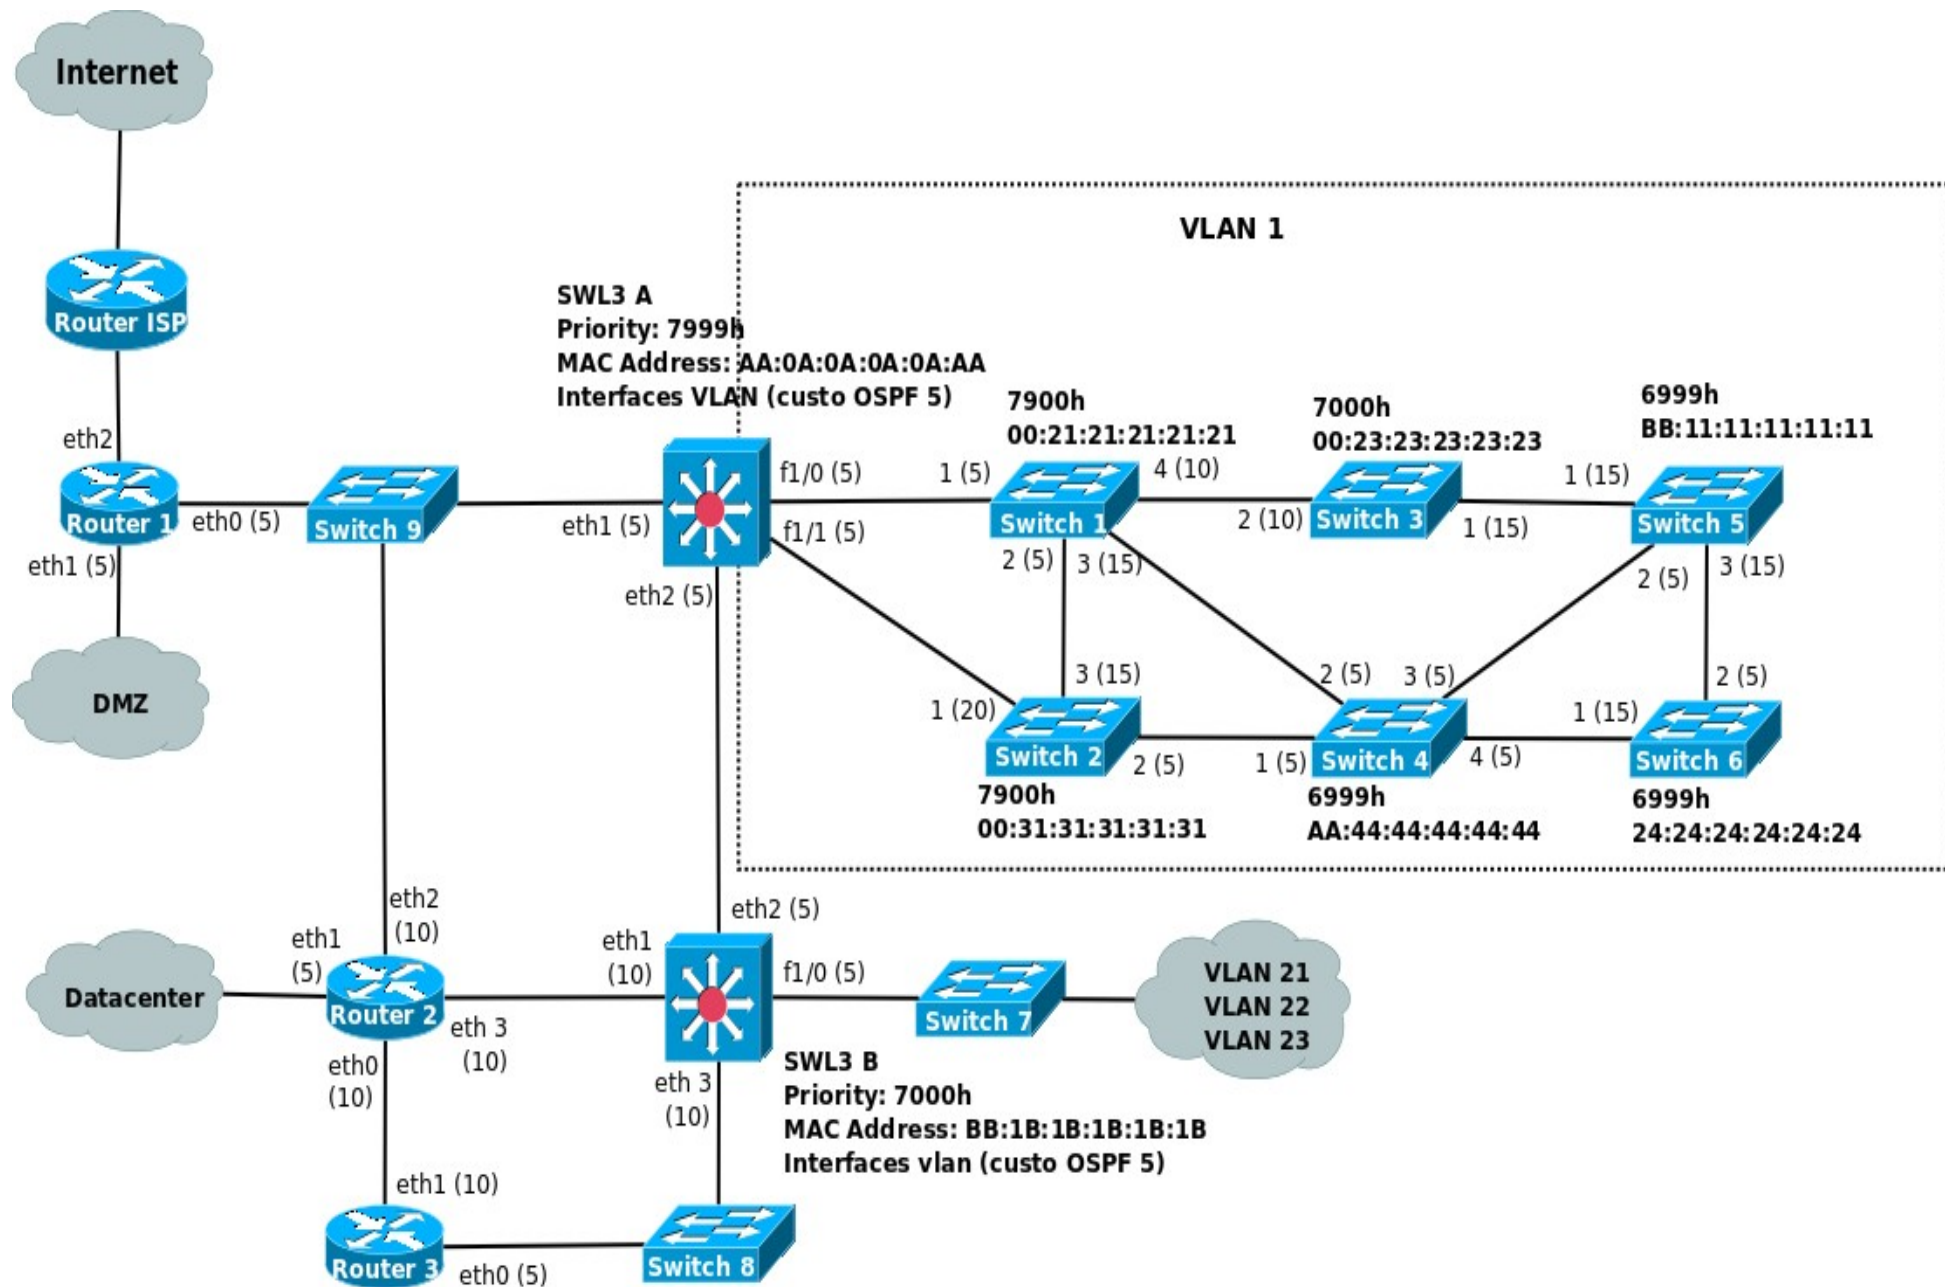 Internet
Router ISP
eth2
Router 1
eth0 (5)
eth1 (5)
DMZ
Switch 9
SWL3 A
Priority: 7999h
MAC Address: AA:0A:0A:0A:0A:AA
Interfaces VLAN (custo OSPF 5)
eth1 (5)
eth2 (5)
f1/0 (5)
f1/1 (5)
VLAN 1
7900h
00:21:21:21:21:21
1 (5)
4 (10)
Switch 1
2 (5)
3 (15)
7000h
00:23:23:23:23:23
2 (10)
Switch 3
1 (15)
6999h
BB:11:11:11:11:11
1 (15)
Switch 5
2 (5)
3 (15)
3 (15)
1 (20)
Switch 2
2 (5)
7900h
00:31:31:31:31:31
2 (5)
3 (5)
1 (5)
Switch 4
4 (5)
6999h
AA:44:44:44:44:44
2 (5)
1 (15)
Switch 6
6999h
24:24:24:24:24:24
Datacenter
eth1
(5)
eth2
(10)
Router 2
eth 3
(10)
eth0
(10)
eth2 (5)
eth1
(10)
f1/0 (5)
Switch 7
VLAN 21
VLAN 22
VLAN 23
SWL3 B
Priority: 7000h
MAC Address: BB:1B:1B:1B:1B:1B
Interfaces vlan (custo OSPF 5)
eth 3
(10)
eth1 (10)
Router 3
eth0 (5)
Switch 8